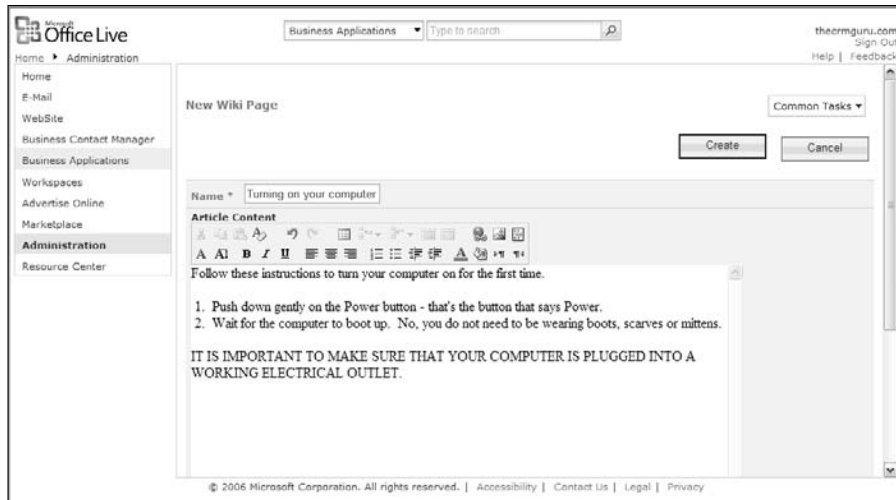 Microsoft
Office Live
Business Applications
Type to search
thecrmguru.com
Sign Out
Help | Feedback
Home ▸ Administration
Home
E-Mail
WebSite
Business Contact Manager
Business Applications
Workspaces
Advertise Online
Marketplace
Administration
Resource Center
New Wiki Page
Common Tasks
Create
Cancel
Name * Turning on your computer
Article Content
Follow these instructions to turn your computer on for the first time.
1. Push down gently on the Power button - that's the button that says Power.
2. Wait for the computer to boot up. No, you do not need to be wearing boots, scarves or mittens.
IT IS IMPORTANT TO MAKE SURE THAT YOUR COMPUTER IS PLUGGED INTO A
WORKING ELECTRICAL OUTLET.
© 2006 Microsoft Corporation. All rights reserved. | Accessibility | Contact Us | Legal | Privacy